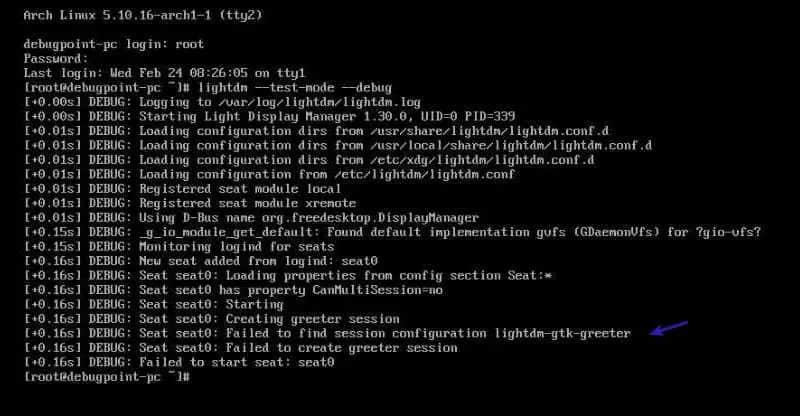 Arch Linux 5.10.16-arch1-1 (tty2)
debugpoint-pc login: root
Password:
Last login: Wed Feb 24 08:26:05 on tty1
[root@debugpoint-pc ~]# lightdm --test-mode --debug
[+0.00s] DEBUG: Logging to /var/log/lightdm/lightdm.log
[+0.00s] DEBUG: Starting Light Display Manager 1.30.0, UID=0 PID=339
[+0.01s] DEBUG: Loading configuration dirs from /usr/share/lightdm/lightdm.conf.d
[+0.01s] DEBUG: Loading configuration dirs from /usr/local/share/lightdm/lightdm.conf.d
[+0.01s] DEBUG: Loading configuration dirs from /etc/xdg/lightdm/lightdm.conf.d
[+0.01s] DEBUG: Loading configuration from /etc/lightdm/lightdm.conf
[+0.01s] DEBUG: Registered seat module local
[+0.01s] DEBUG: Registered seat module xremote
[+0.01s] DEBUG: Using D-Bus name org.freedesktop.DisplayManager
[+0.15s] DEBUG: _g_io_module_get_default: Found default implementation gvfs (GDaemonVfs) for ?gio-vfs?
[+0.15s] DEBUG: Monitoring logind for seats
[+0.16s] DEBUG: New seat added from logind: seat0
[+0.16s] DEBUG: Seat seat0: Loading properties from config section Seat:*
[+0.16s] DEBUG: Seat seat0 has property CanMultiSession=no
[+0.16s] DEBUG: Seat seat0: Starting
[+0.16s] DEBUG: Seat seat0: Creating greeter session
[+0.16s] DEBUG: Seat seat0: Failed to find session configuration lightdm-gtk-greeter
[+0.16s] DEBUG: Seat seat0: Failed to create greeter session
[+0.16s] DEBUG: Failed to start seat: seat0
[root@debugpoint-pc ~]#